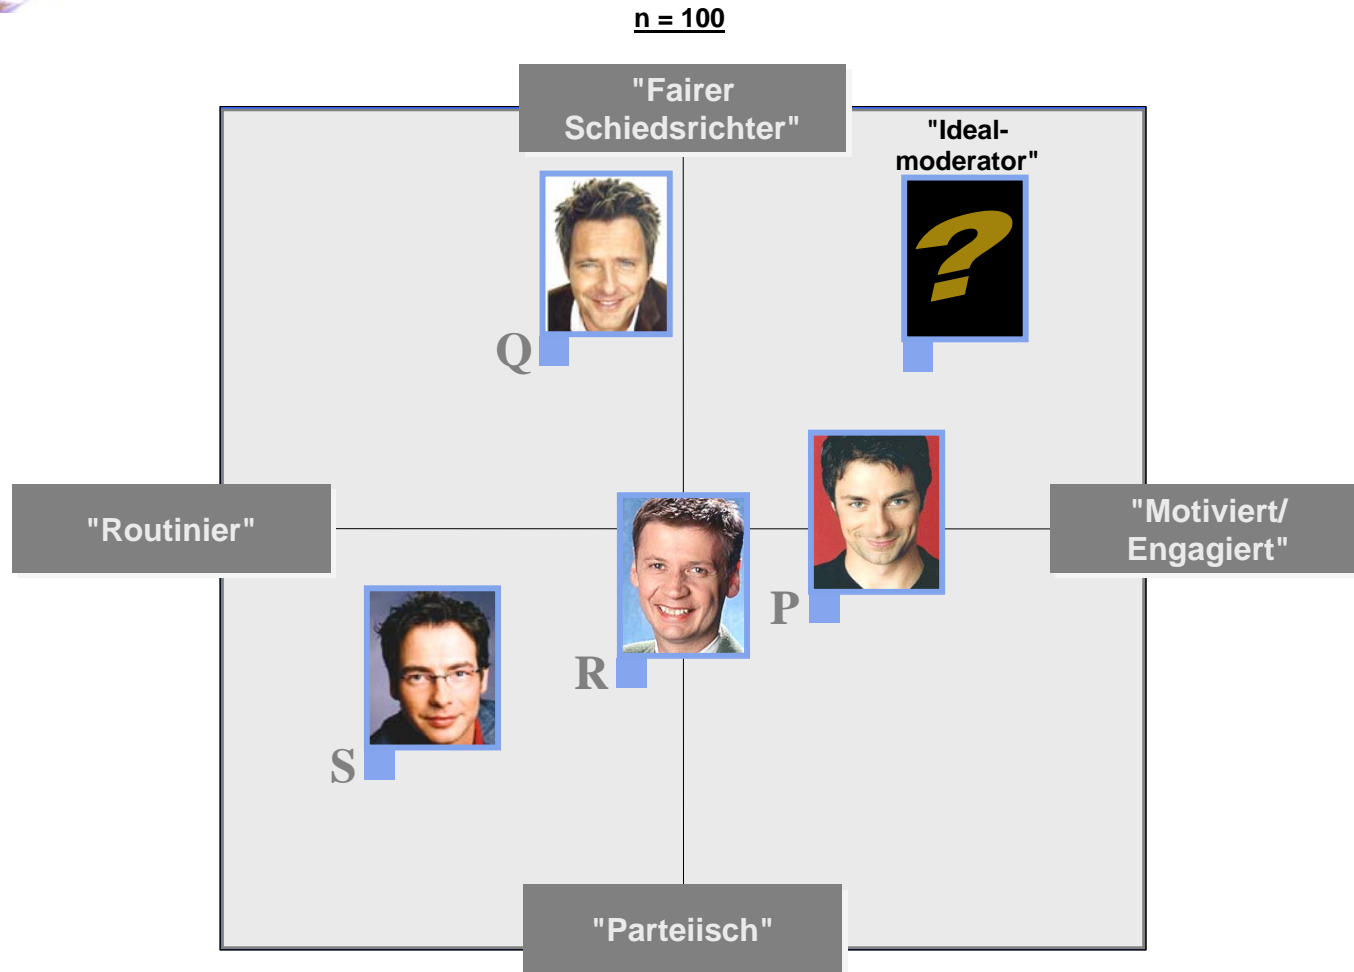 n = 100
"Fairer
Schiedsrichter"
"Ideal-
moderator"
?
Q
"Routinier"
"Motiviert/
Engagiert"
P
R
S
"Parteiisch"